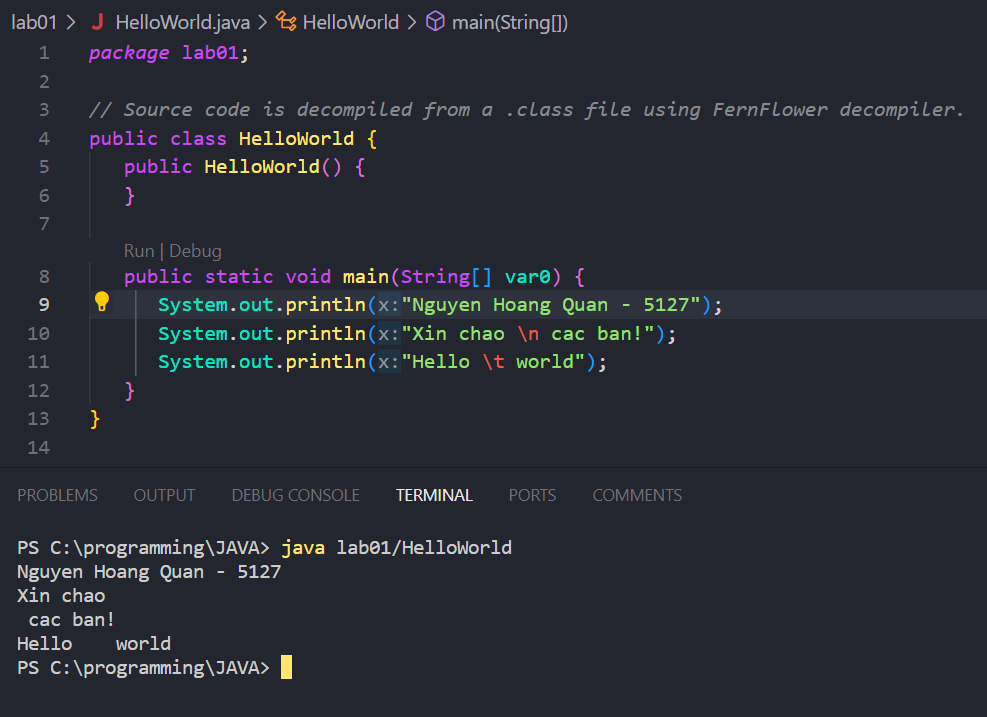 lab01 > J HelloWorld.java > HelloWorld > main(String[])
1 package lab01;
2
3 // Source code is decompiled from a .class file using FernFlower decompiler.
4 public class HelloWorld {
5 public HelloWorld() {
6 }
7
Run | Debug
8 public static void main(String[] var0) {
9 System.out.println(x:"Nguyen Hoang Quan - 5127");
10 System.out.println(x:"Xin chao \n cac ban!");
11 System.out.println(x:"Hello \t world");
12 }
13 }
14
PROBLEMS OUTPUT DEBUG CONSOLE TERMINAL PORTS COMMENTS
PS C:\programming\JAVA> java lab01/HelloWorld
Nguyen Hoang Quan - 5127
Xin chao
 cac ban!
Hello    world
PS C:\programming\JAVA>